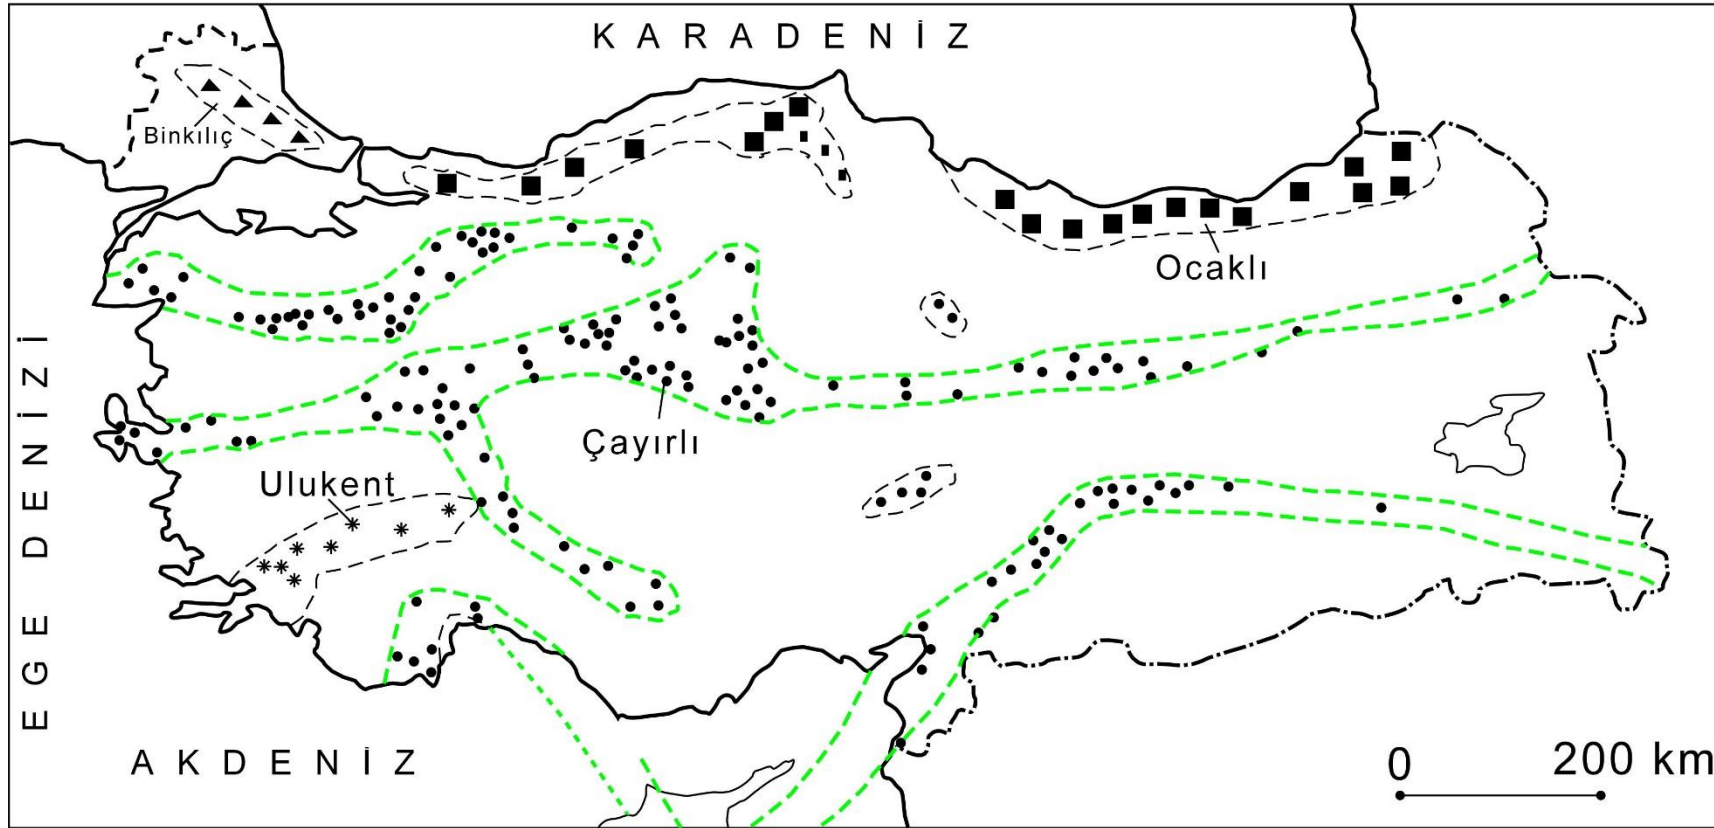 KARADENİZ
Binkılıç
Ocaklı
EGE DENİZİ
Çayırlı
Ulukent
AKDENİZ
0 200 km